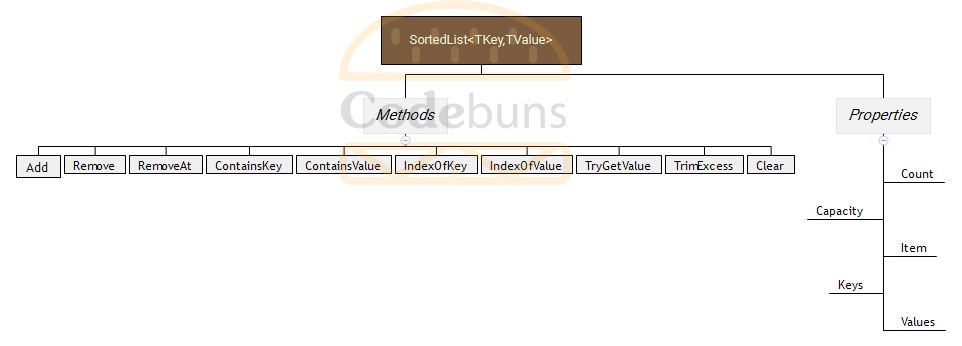 SortedList<TKey,TValue>
Codebuns
Methods
Properties
Add
Remove
RemoveAt
ContainsKey
ContainsValue
IndexOfKey
IndexOfValue
TryGetValue
TrimExcess
Clear
Count
Capacity
Item
Keys
Values